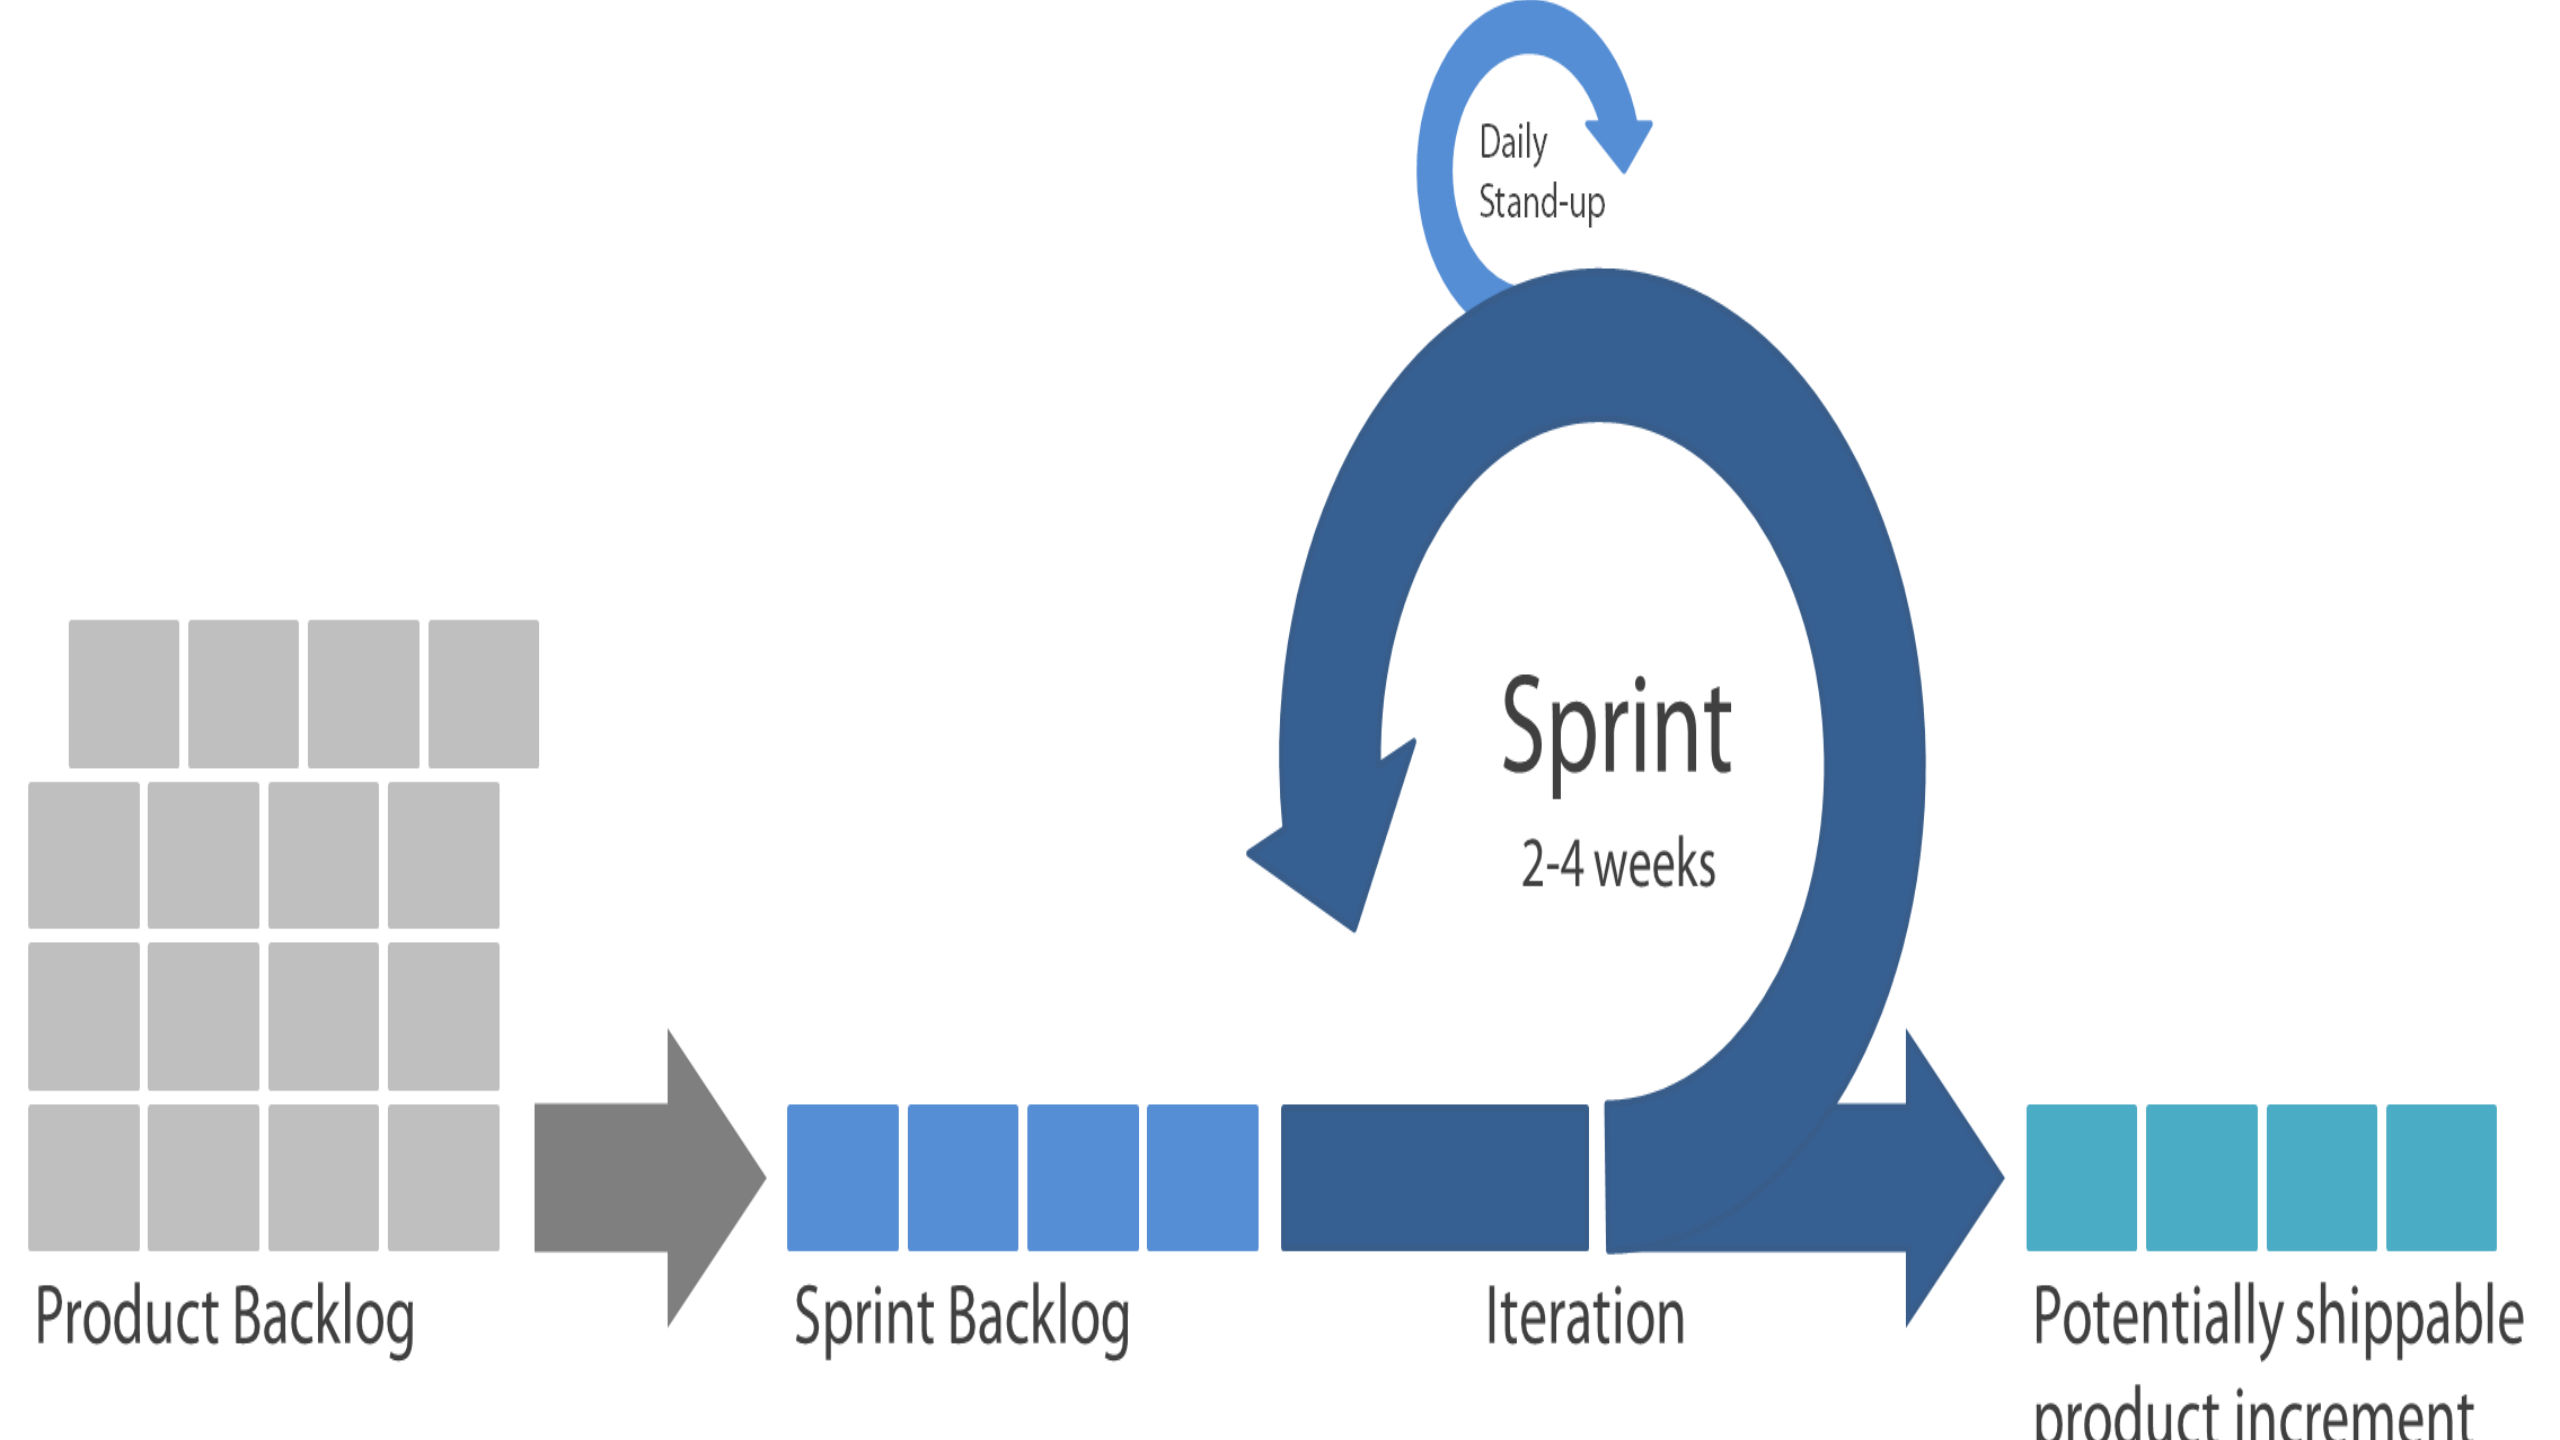 Daily
Stand-up
Sprint
2-4 weeks
Product Backlog
Sprint Backlog
Iteration
Potentially shippable
product increment